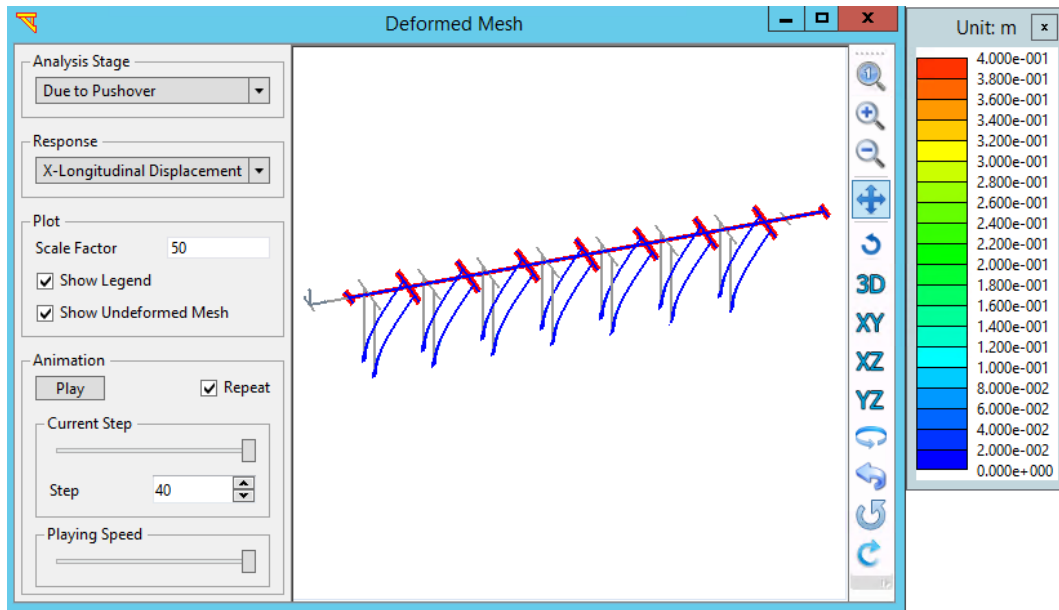 Deformed Mesh
Analysis Stage
Due to Pushover
Response
X-Longitudinal Displacement
Plot
Scale Factor 50
Show Legend
Show Undeformed Mesh
Animation
Play Repeat
Current Step
Step 40
Playing Speed
1
3D
XY
XZ
YZ
Unit: m x
4.000e-001
3.800e-001
3.600e-001
3.400e-001
3.200e-001
3.000e-001
2.800e-001
2.600e-001
2.400e-001
2.200e-001
2.000e-001
1.800e-001
1.600e-001
1.400e-001
1.200e-001
1.000e-001
8.000e-002
6.000e-002
4.000e-002
2.000e-002
0.000e+000